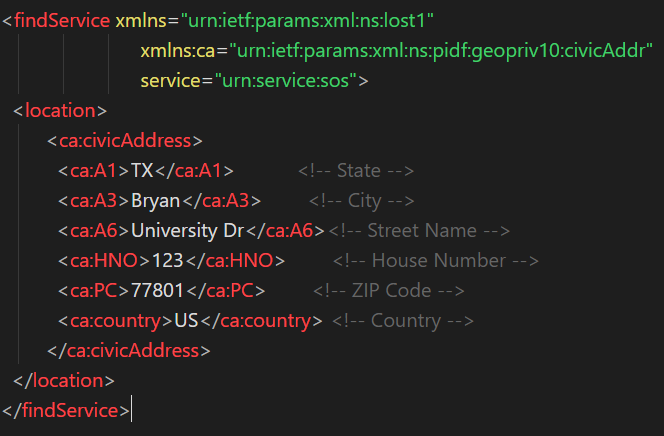 <findService xmlns="urn:ietf:params:xml:ns:lost1"
xmlns:ca="urn:ietf:params:xml:ns:pidf:geopriv10:civicAddr"
service="urn:service:sos">
<location>
<ca:civicAddress>
<ca:A1>TX</ca:A1> <!-- State -->
<ca:A3>Bryan</ca:A3> <!-- City -->
<ca:A6>University Dr</ca:A6> <!-- Street Name -->
<ca:HNO>123</ca:HNO> <!-- House Number -->
<ca:PC>77801</ca:PC> <!-- ZIP Code -->
<ca:country>US</ca:country> <!-- Country -->
</ca:civicAddress>
</location>
</findService>